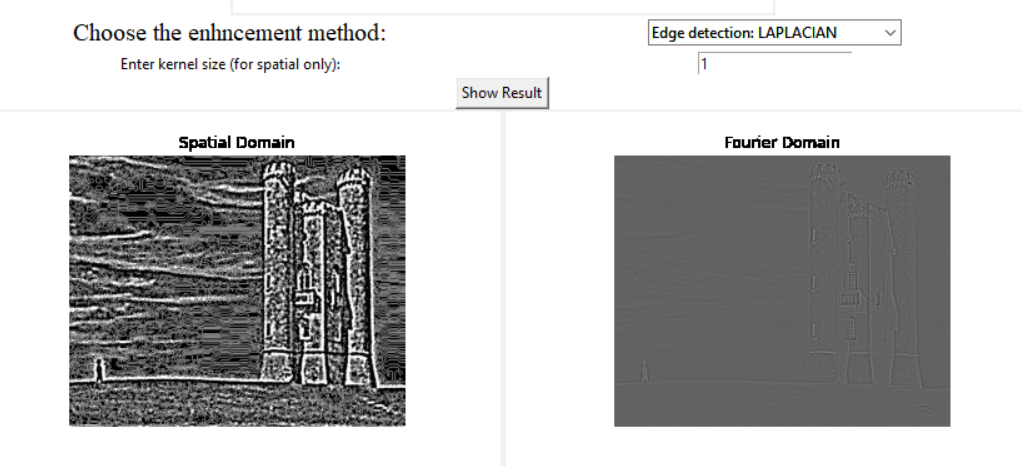 Choose the enhncement method:
Edge detection: LAPLACIAN
Enter kernel size (for spatial only):
1
Show Result
Spatial Domain
Fourier Domain